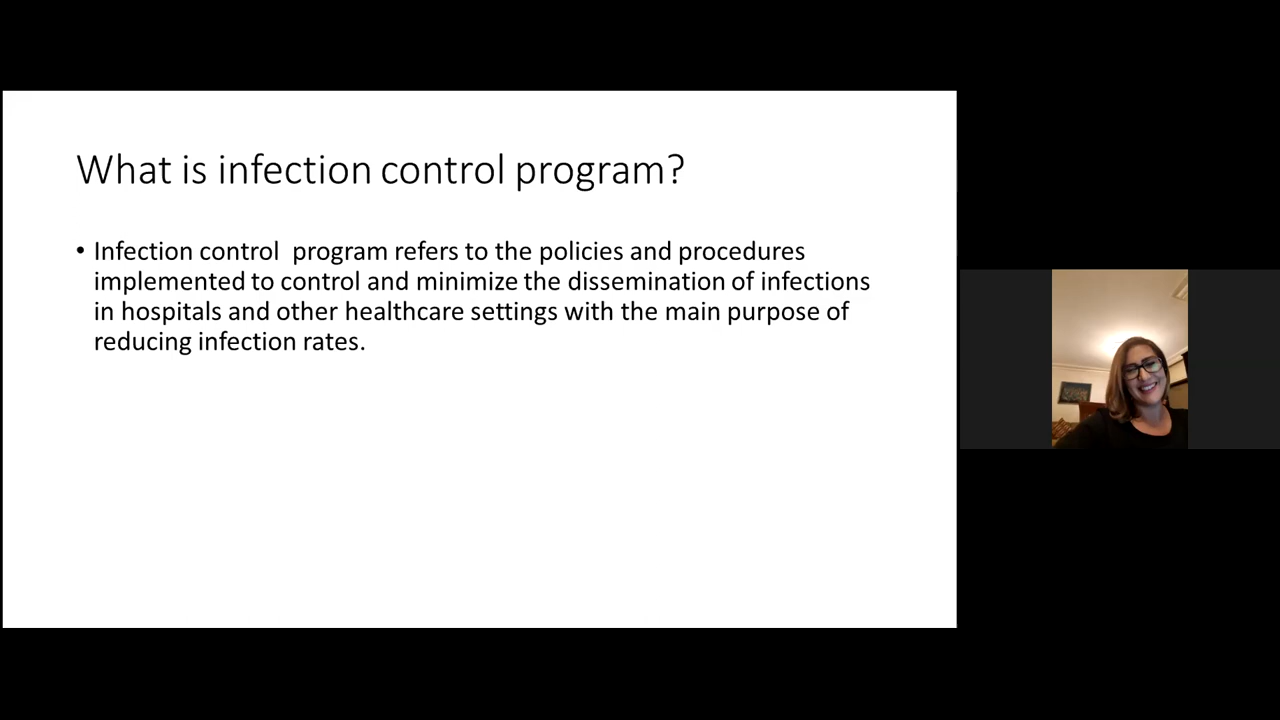 What is infection control program?
• Infection control  program refers to the policies and procedures
implemented to control and minimize the dissemination of infections
in hospitals and other healthcare settings with the main purpose of
reducing infection rates.